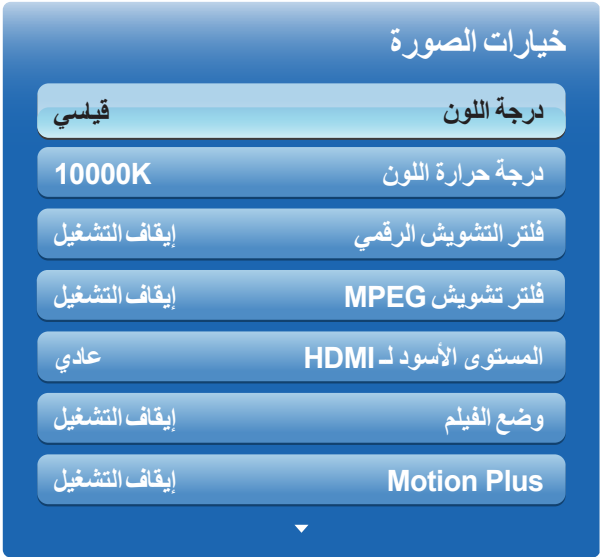 خيارات الصورة
درجة اللون قياسي
درجة حرارة اللون 10000K
فلتر التشويش الرقمي إيقاف التشغيل
فلتر تشويش MPEG إيقاف التشغيل
المستوى الأسود لـ HDMI عادي
وضع الفيلم إيقاف التشغيل
Motion Plus إيقاف التشغيل